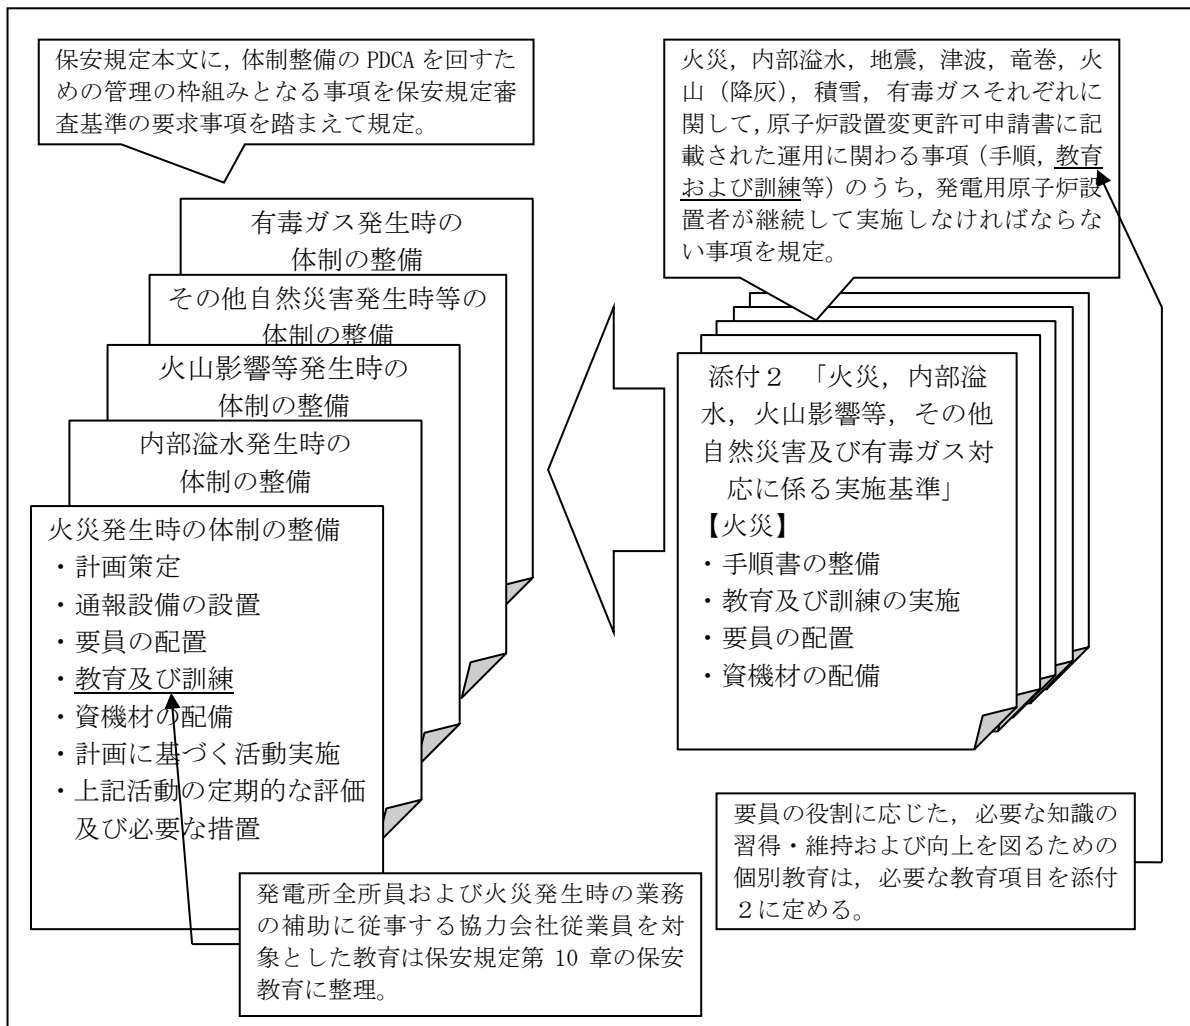 保安規定本文に，体制整備の PDCA を回すた
めの管理の枠組みとなる事項を保安規定審
査基準の要求事項を踏まえて規定。
火災，内部溢水，地震，津波，竜巻，火
山（降灰），積雪，有毒ガスそれぞれに
関して，原子炉設置変更許可申請書に記
載された運用に関わる事項（手順，教育
および訓練等）のうち，発電用原子炉設
置者が継続して実施しなければならな
い事項を規定。
有毒ガス発生時の
体制の整備
その他自然災害発生時等の
体制の整備
火山影響等発生時の
体制の整備
内部溢水発生時の
体制の整備
火災発生時の体制の整備
・計画策定
・通報設備の設置
・要員の配置
・教育及び訓練
・資機材の配備
・計画に基づく活動実施
・上記活動の定期的な評価
及び必要な措置
添付２　「火災，内部溢
水，火山影響等，その他
自然災害及び有毒ガス対
応に係る実施基準」
【火災】
・手順書の整備
・教育及び訓練の実施
・要員の配置
・資機材の配備
要員の役割に応じた，必要な知識の
習得・維持および向上を図るための
個別教育は，必要な教育項目を添付
２に定める。
発電所全所員および火災発生時の業務
の補助に従事する協力会社従業員を対
象とした教育は保安規定第 10 章の保安
教育に整理。